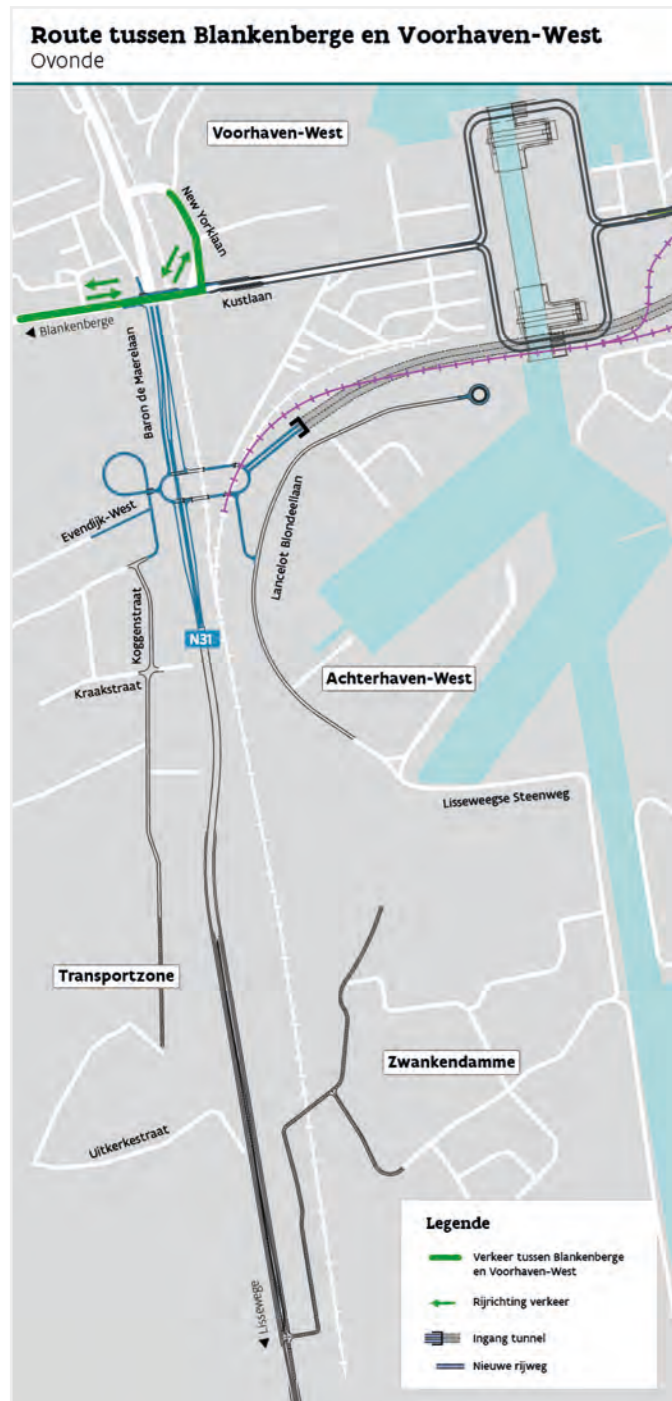 Route tussen Blankenberge en Voorhaven-West
Ovonde
Voorhaven-West
New Yorklaan
Kustlaan
Blankenberge
Baron de Maerelaan
Evendijk-West
Lancelot Blondeellaan
Koggenstraat
N31
Kraakstraat
Achterhaven-West
Lisseweegse Steenweg
Transportzone
Zwankendamme
Uitkerkestraat
Lissewege
Legende
Verkeer tussen Blankenberge
en Voorhaven-West
Rijrichting verkeer
Ingang tunnel
Nieuwe rijweg